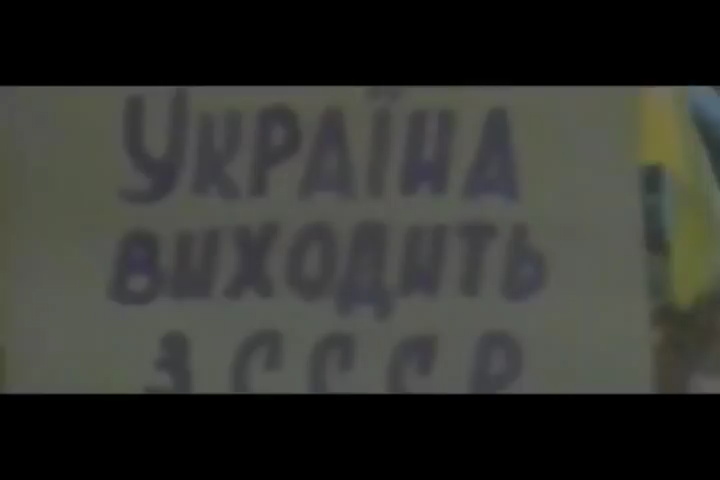 Україна
виходить
з СССР